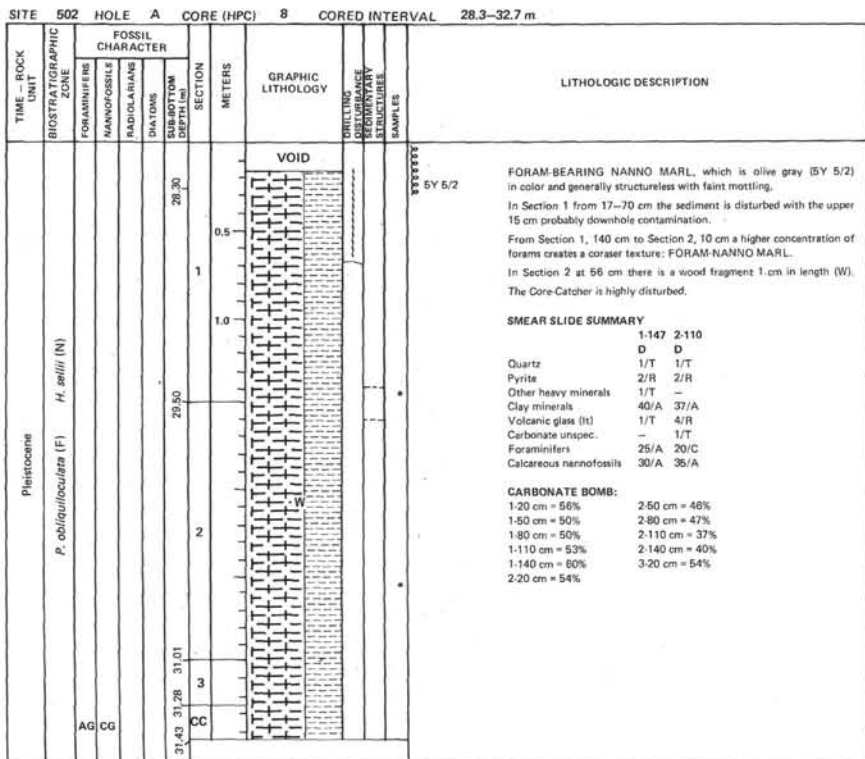 SITE 502 HOLE A CORE (HPC) 8 CORED INTERVAL 28.3–32.7 m
TIME – ROCK UNIT
BIOSTRATIGRAPHIC ZONE
FOSSIL CHARACTER
FORAMINIFERS
NANNOFOSSILS
RADIOLARIANS
DIATOMS
SUB-BOTTOM DEPTH (m)
SECTION
METERS
GRAPHIC LITHOLOGY
DRILLING DISTURBANCE
SEDIMENTARY STRUCTURES
SAMPLES
LITHOLOGIC DESCRIPTION
Pleistocene
P. obliquiloculata (F) H. sellii (N)
AG CG
28.30
29.50
31.01
31.28
31.43
1
2
3
CC
0.5
1.0
VOID
W
*
*
5Y 5/2
FORAM-BEARING NANNO MARL, which is olive gray (5Y 5/2)
in color and generally structureless with faint mottling.
In Section 1 from 17–70 cm the sediment is disturbed with the upper
15 cm probably downhole contamination.
From Section 1, 140 cm to Section 2, 10 cm a higher concentration of
forams creates a coraser texture: FORAM-NANNO MARL.
In Section 2 at 56 cm there is a wood fragment 1.cm in length (W).
The Core-Catcher is highly disturbed.
SMEAR SLIDE SUMMARY
1-147 2-110
D D
Quartz 1/T 1/T
Pyrite 2/R 2/R
Other heavy minerals 1/T –
Clay minerals 40/A 37/A
Volcanic glass (lt) 1/T 4/R
Carbonate unspec. – 1/T
Foraminifers 25/A 20/C
Calcareous nannofossils 30/A 35/A
CARBONATE BOMB:
1-20 cm = 56% 2-50 cm = 46%
1-50 cm = 50% 2-80 cm = 47%
1-80 cm = 50% 2-110 cm = 37%
1-110 cm = 53% 2-140 cm = 40%
1-140 cm = 60% 3-20 cm = 54%
2-20 cm = 54%